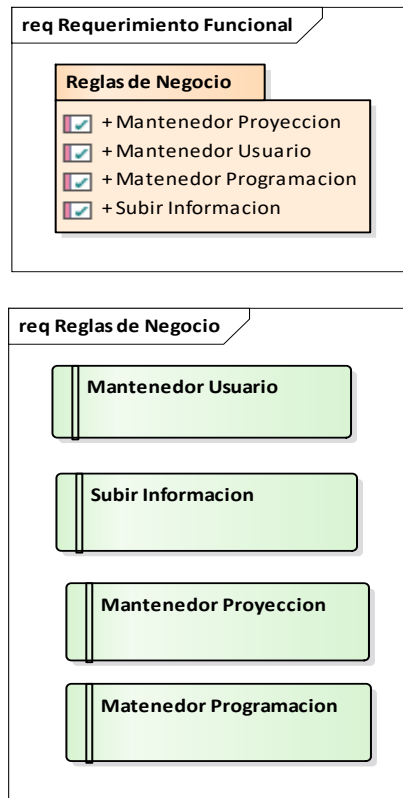 req Requerimiento Funcional
Reglas de Negocio
+ Mantenedor Proyeccion
+ Mantenedor Usuario
+ Matenedor Programacion
+ Subir Informacion
req Reglas de Negocio
Mantenedor Usuario
Subir Informacion
Mantenedor Proyeccion
Matenedor Programacion